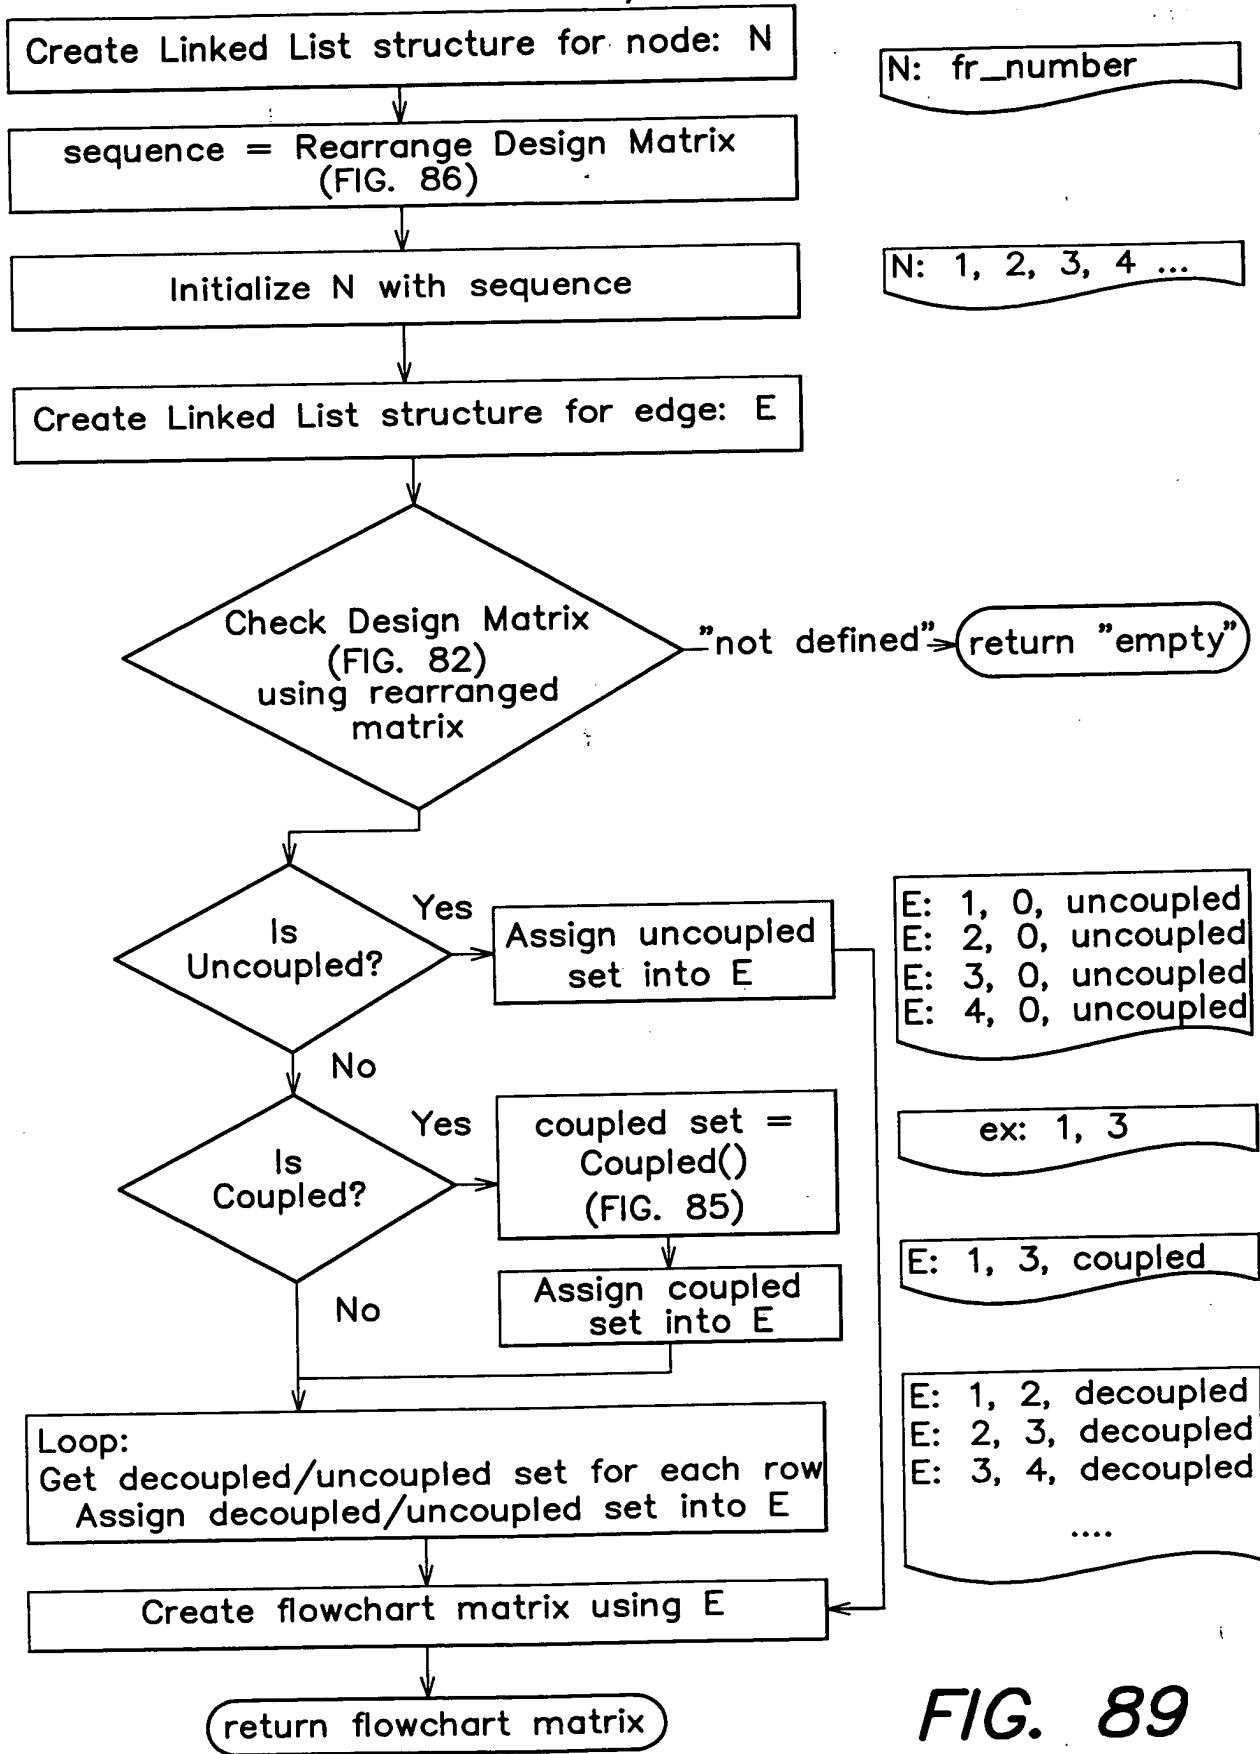 Create Linked List structure for node: N
N: fr_number
sequence = Rearrange Design Matrix
(FIG. 86)
Initialize N with sequence
N: 1, 2, 3, 4 ...
Create Linked List structure for edge: E
Check Design Matrix
(FIG. 82)
using rearranged
matrix
"not defined"
return "empty"
Is
Uncoupled?
Yes
Assign uncoupled
set into E
E: 1, 0, uncoupled
E: 2, 0, uncoupled
E: 3, 0, uncoupled
E: 4, 0, uncoupled
No
Is
Coupled?
Yes
coupled set =
Coupled()
(FIG. 85)
ex: 1, 3
Assign coupled
set into E
E: 1, 3, coupled
No
Loop:
Get decoupled/uncoupled set for each row
Assign decoupled/uncoupled set into E
E: 1, 2, decoupled
E: 2, 3, decoupled
E: 3, 4, decoupled
....
Create flowchart matrix using E
return flowchart matrix
FIG. 89